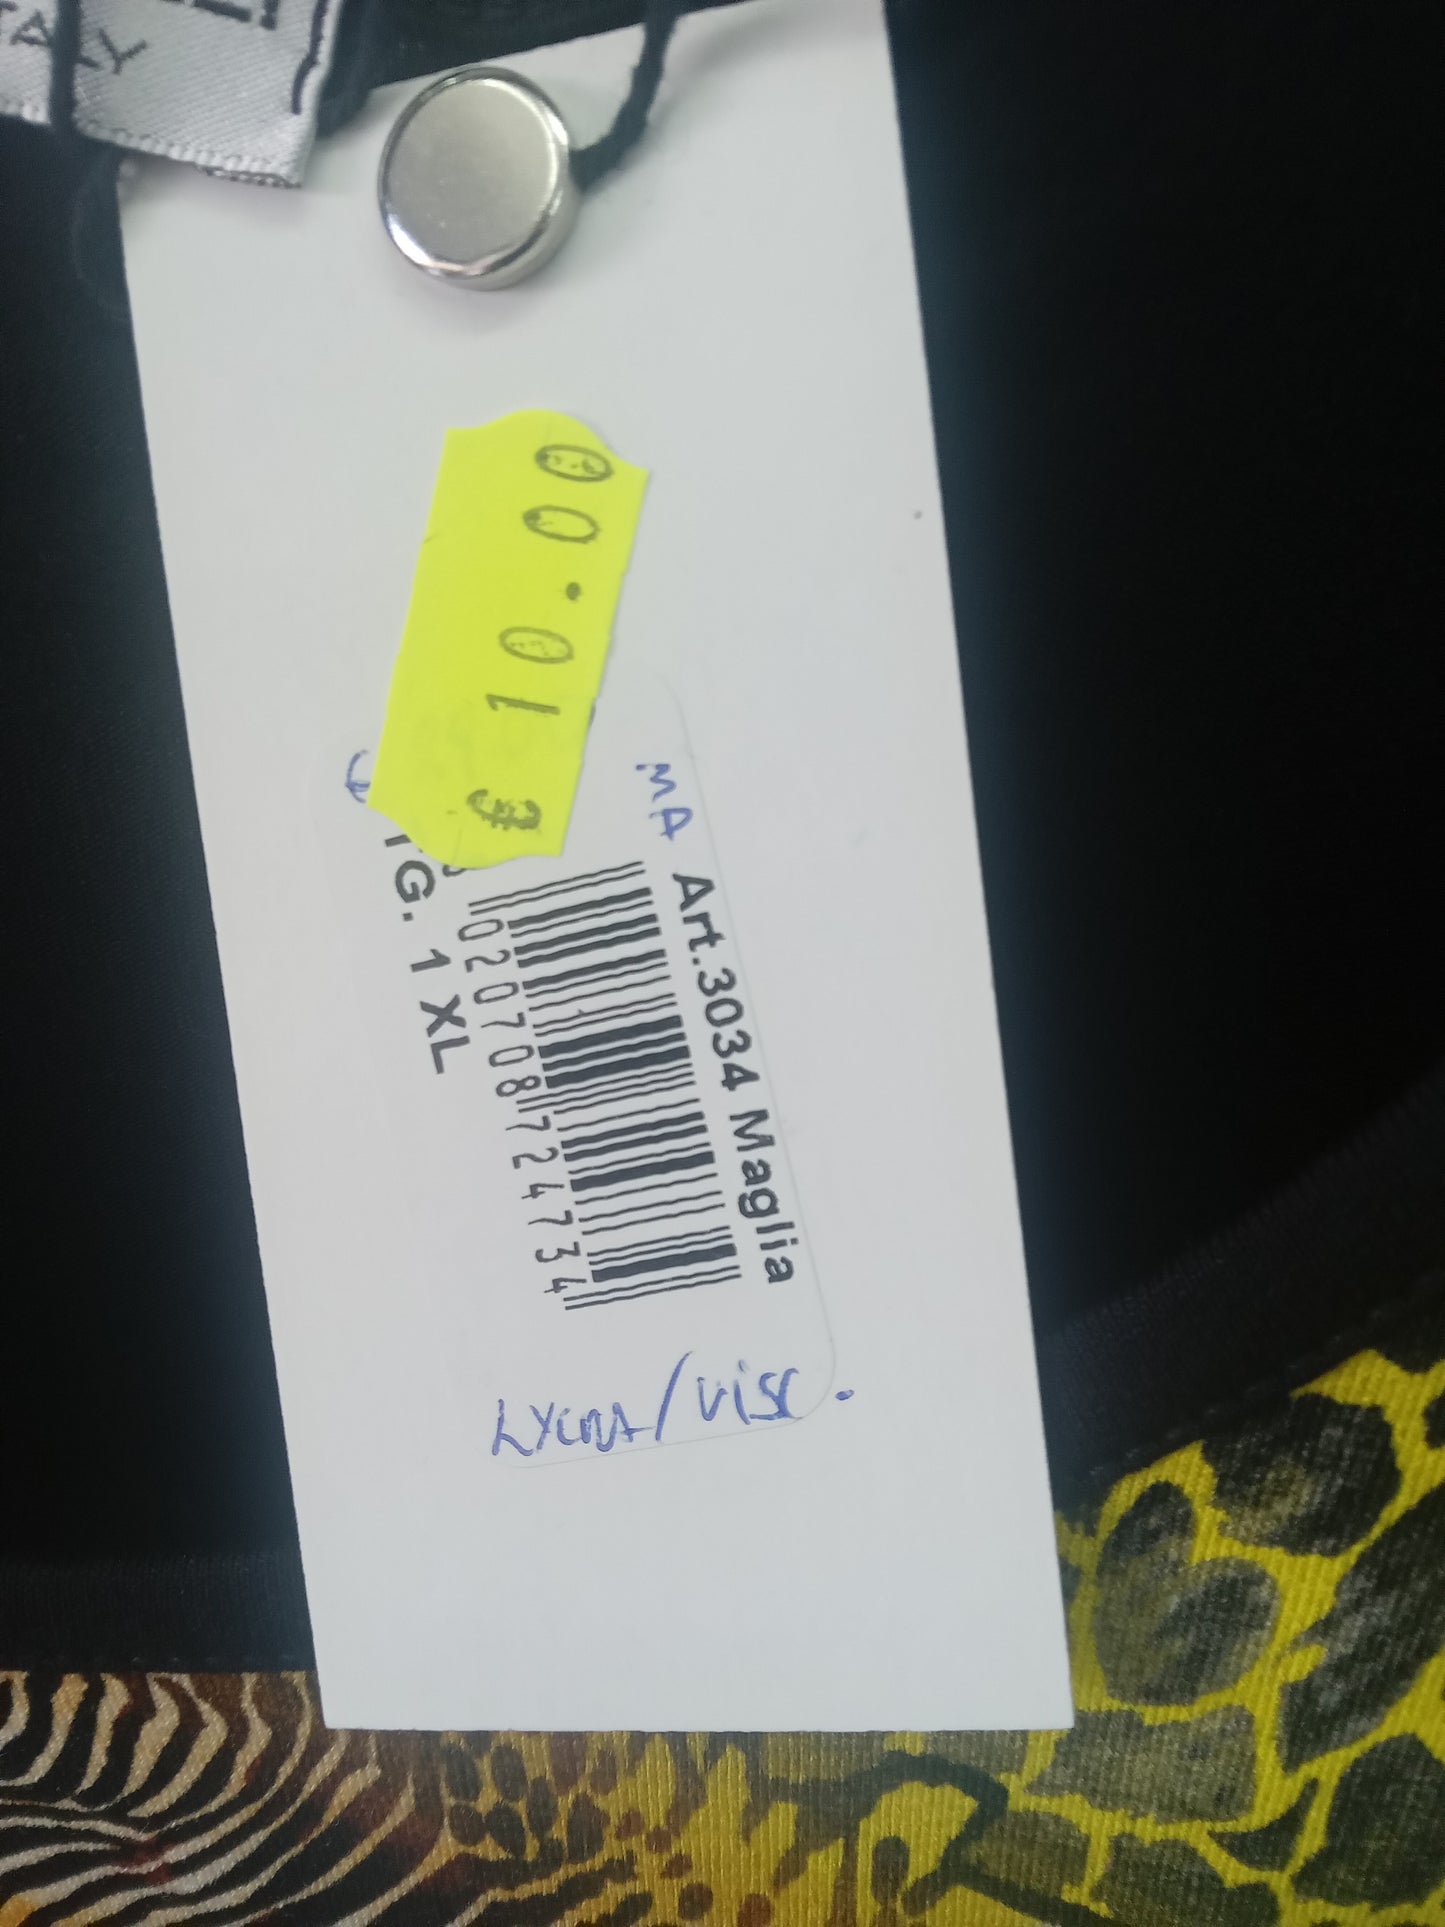 € 10.00
MA
Art.3034 Maglia
020708724734
TG. 1 XL
LYCRA/VISC.